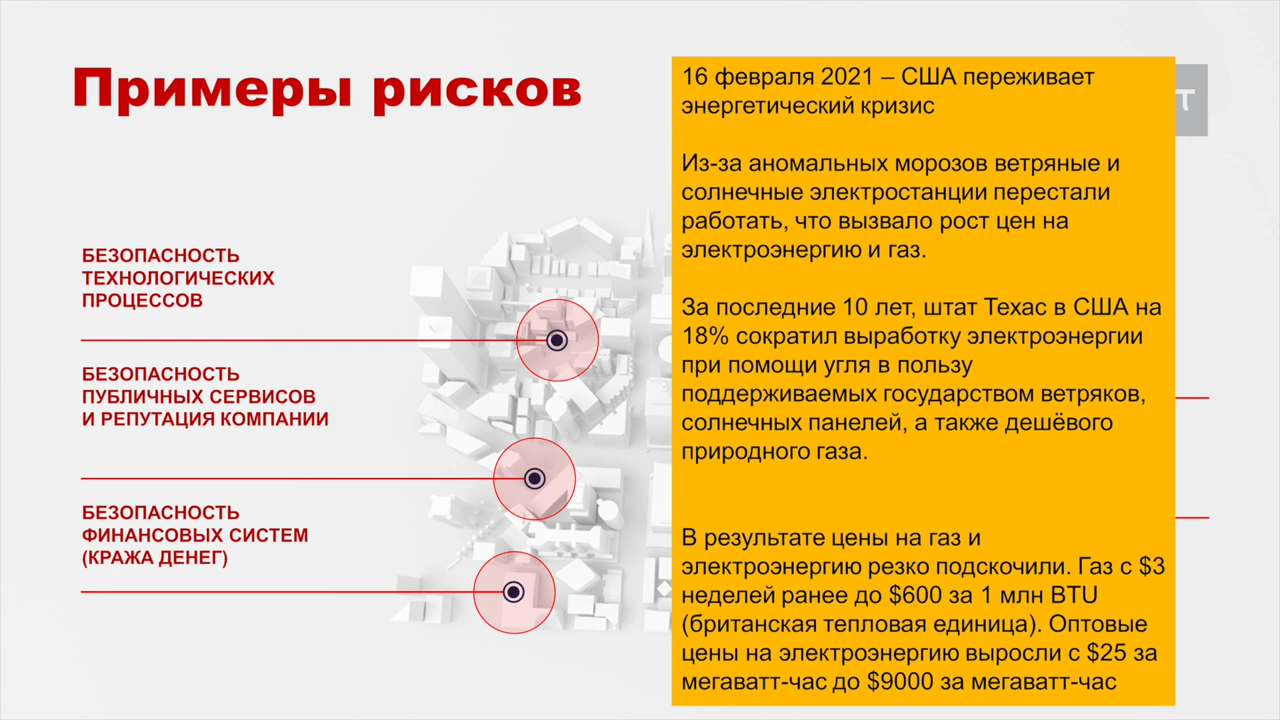 Примеры рисков
БЕЗОПАСНОСТЬ
ТЕХНОЛОГИЧЕСКИХ
ПРОЦЕССОВ
БЕЗОПАСНОСТЬ
ПУБЛИЧНЫХ СЕРВИСОВ
И РЕПУТАЦИЯ КОМПАНИИ
БЕЗОПАСНОСТЬ
ФИНАНСОВЫХ СИСТЕМ
(КРАЖА ДЕНЕГ)
16 февраля 2021 – США переживает
энергетический кризис
Из-за аномальных морозов ветряные и
солнечные электростанции перестали
работать, что вызвало рост цен на
электроэнергию и газ.
За последние 10 лет, штат Техас в США на
18% сократил выработку электроэнергии
при помощи угля в пользу
поддерживаемых государством ветряков,
солнечных панелей, а также дешёвого
природного газа.
В результате цены на газ и
электроэнергию резко подскочили. Газ с $3
неделей ранее до $600 за 1 млн BTU
(британская тепловая единица). Оптовые
цены на электроэнергию выросли с $25 за
мегаватт-час до $9000 за мегаватт-час